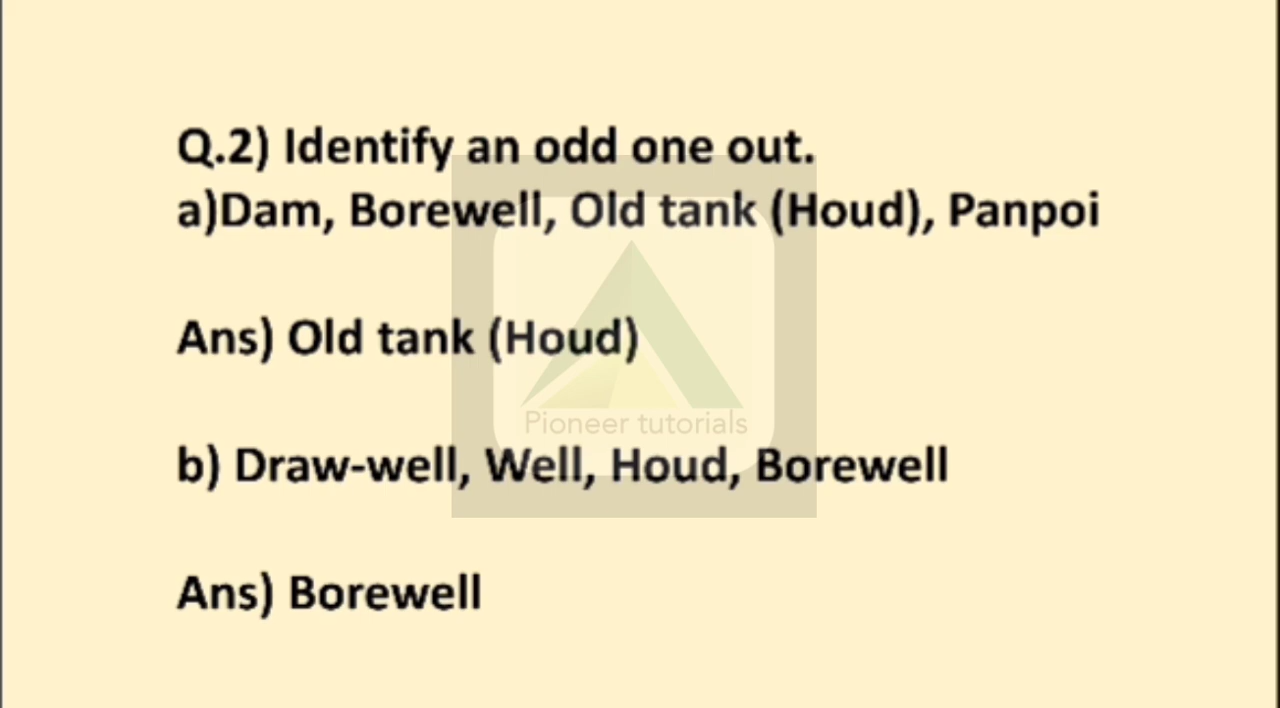 Q.2) Identify an odd one out.
a)Dam, Borewell, Old tank (Houd), Panpoi
Ans) Old tank (Houd)
Pioneer tutorials
b) Draw-well, Well, Houd, Borewell
Ans) Borewell